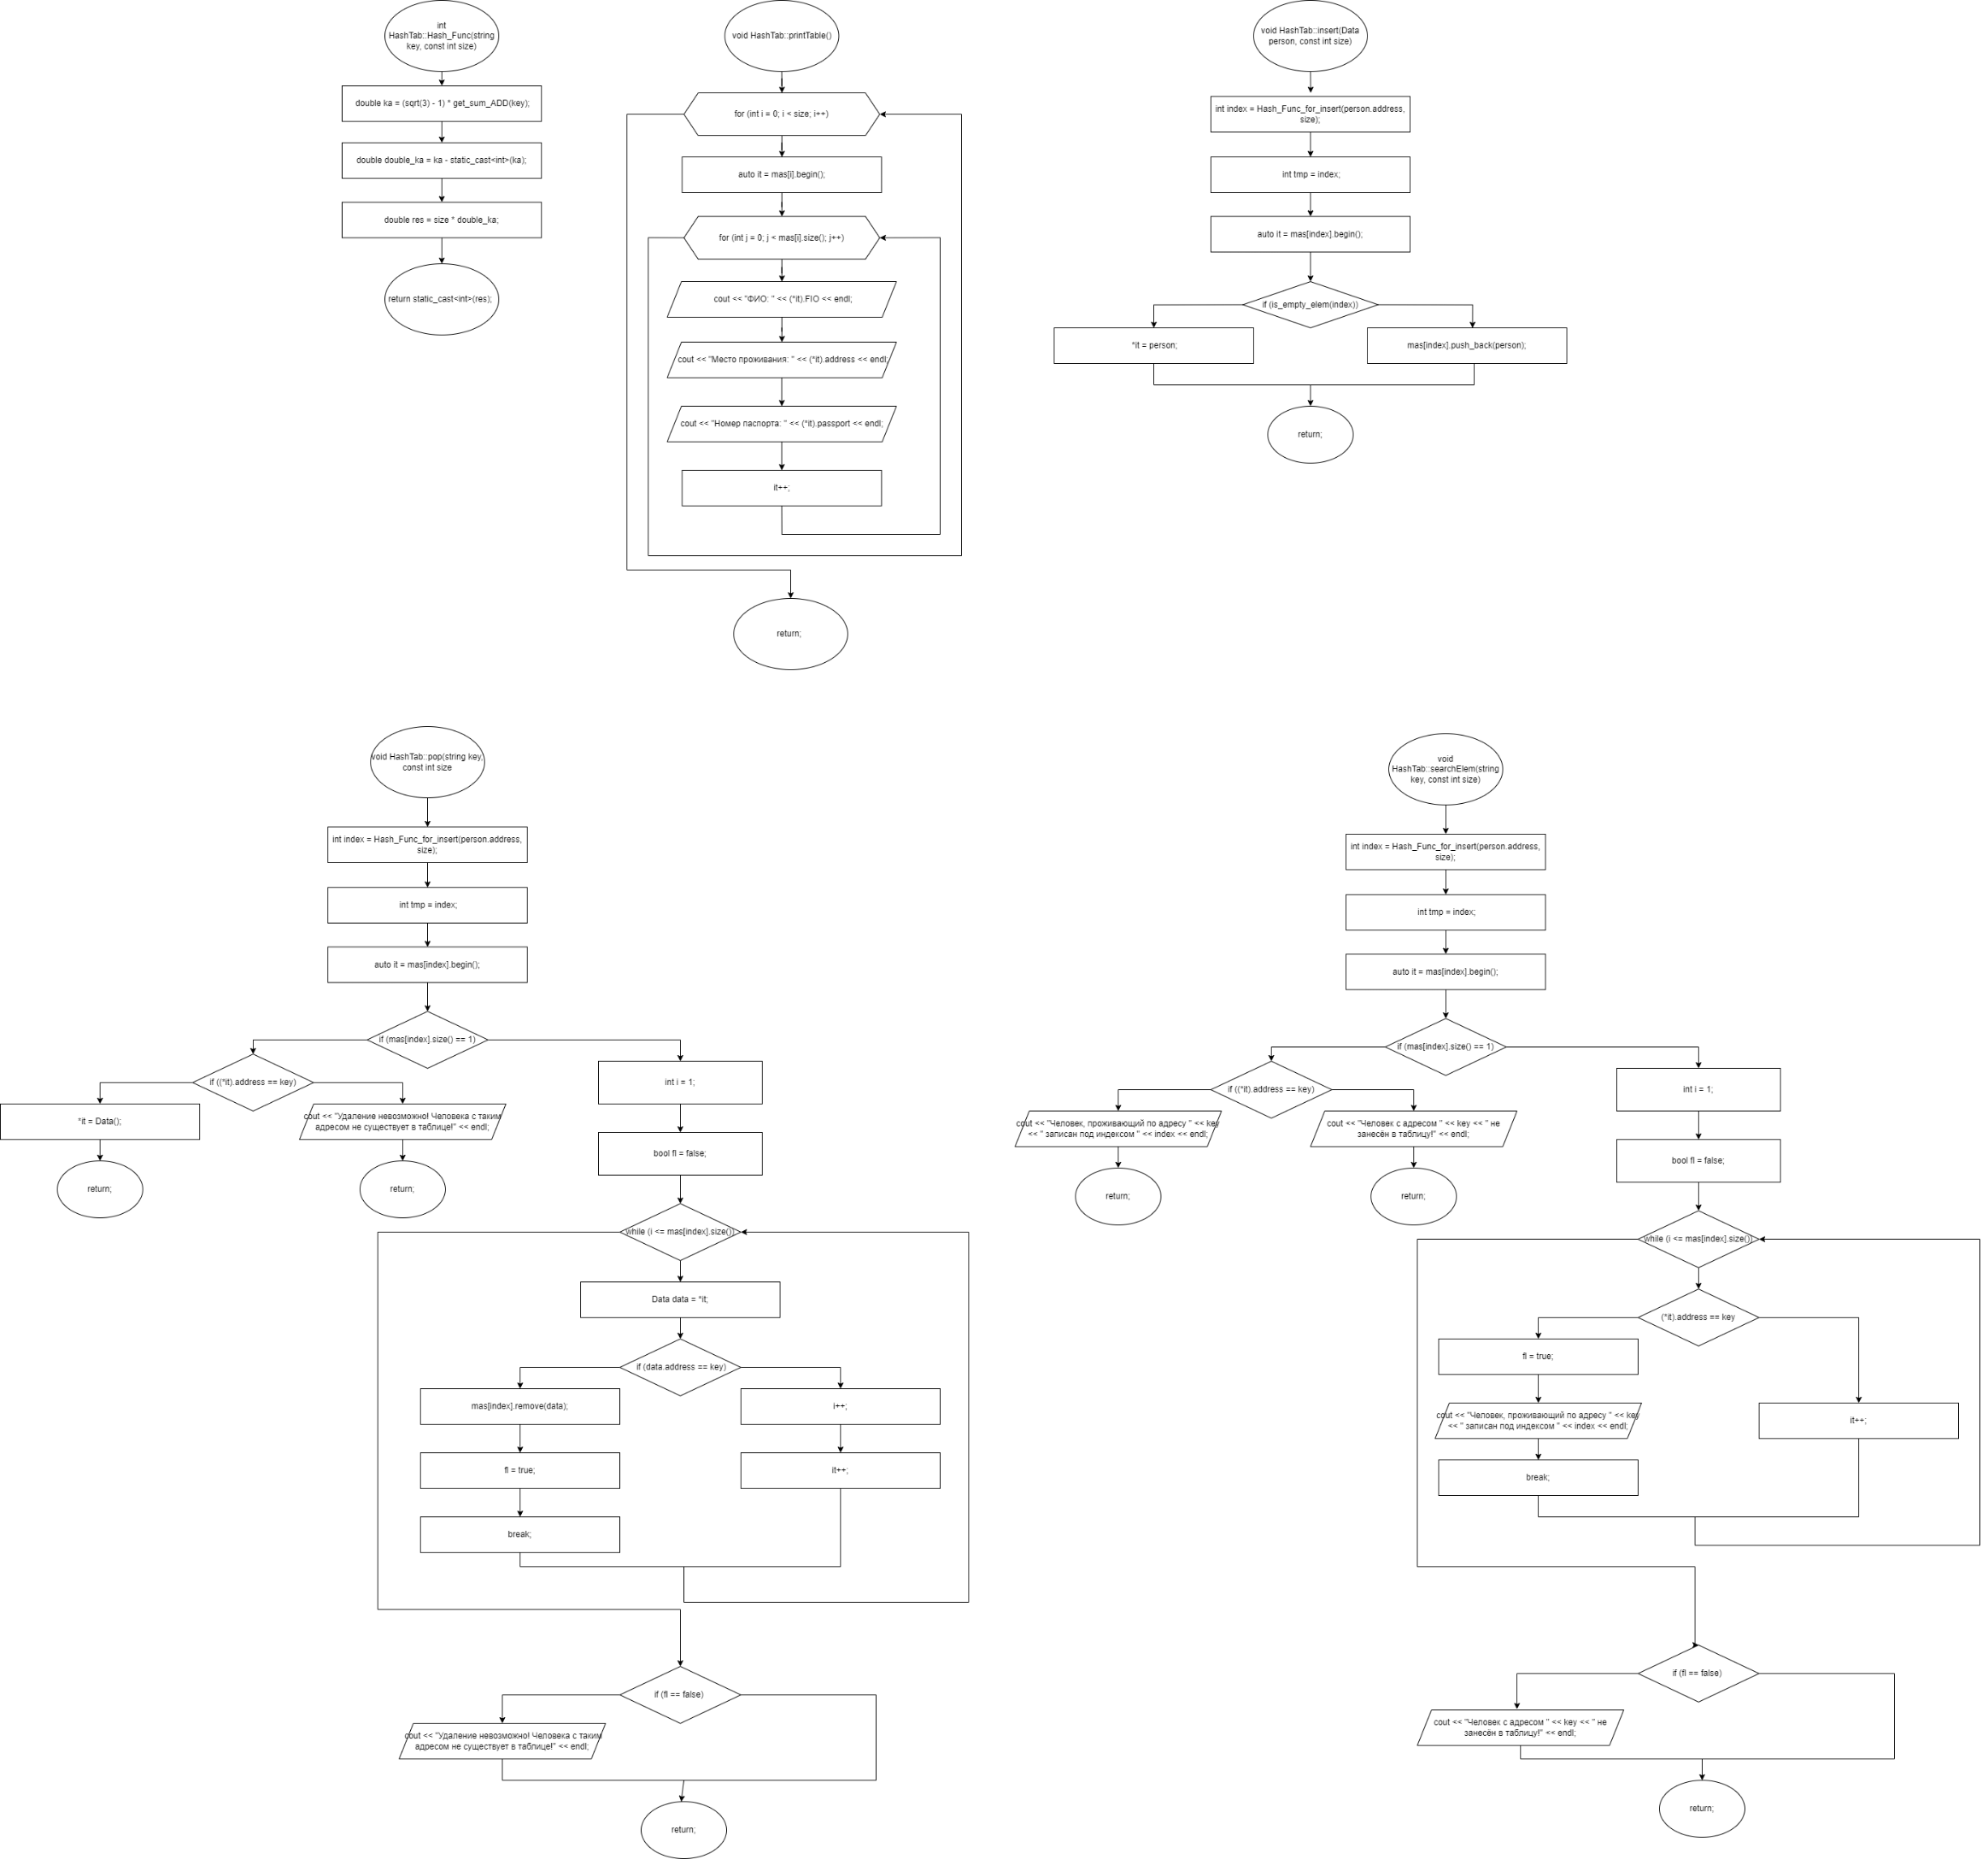 int
HashTab::Hash_Func(string
key, const int size)
double ka = (sqrt(3) - 1) * get_sum_ADD(key);
double double_ka = ka - static_cast<int>(ka);
double res = size * double_ka;
return static_cast<int>(res);
void HashTab::printTable()
for (int i = 0; i < size; i++)
auto it = mas[i].begin();
for (int j = 0; j < mas[i].size(); j++)
cout << "ФИО: " << (*it).FIO << endl;
cout << "Место проживания: " << (*it).address << endl;
cout << "Номер паспорта: " << (*it).passport << endl;
it++;
return;
void HashTab::insert(Data
person, const int size)
int index = Hash_Func_for_insert(person.address,
size);
int tmp = index;
auto it = mas[index].begin();
if (is_empty_elem(index))
*it = person;
mas[index].push_back(person);
return;
void HashTab::pop(string key,
const int size
int index = Hash_Func_for_insert(person.address,
size);
int tmp = index;
auto it = mas[index].begin();
if (mas[index].size() == 1)
if ((*it).address == key)
*it = Data();
return;
cout << "Удаление невозможно! Человека с таким
адресом не существует в таблице!" << endl;
return;
int i = 1;
bool fl = false;
while (i <= mas[index].size())
Data data = *it;
if (data.address == key)
mas[index].remove(data);
fl = true;
break;
i++;
it++;
if (fl == false)
cout << "Удаление невозможно! Человека с таким
адресом не существует в таблице!" << endl;
return;
void
HashTab::searchElem(string
key, const int size)
int index = Hash_Func_for_insert(person.address,
size);
int tmp = index;
auto it = mas[index].begin();
if (mas[index].size() == 1)
if ((*it).address == key)
cout << "Человек, проживающий по адресу " << key
<< " записан под индексом " << index << endl;
return;
cout << "Человек с адресом " << key << " не
занесён в таблицу!" << endl;
return;
int i = 1;
bool fl = false;
while (i <= mas[index].size())
(*it).address == key
fl = true;
cout << "Человек, проживающий по адресу " << key
<< " записан под индексом " << index << endl;
break;
it++;
if (fl == false)
cout << "Человек с адресом " << key << " не
занесён в таблицу!" << endl;
return;